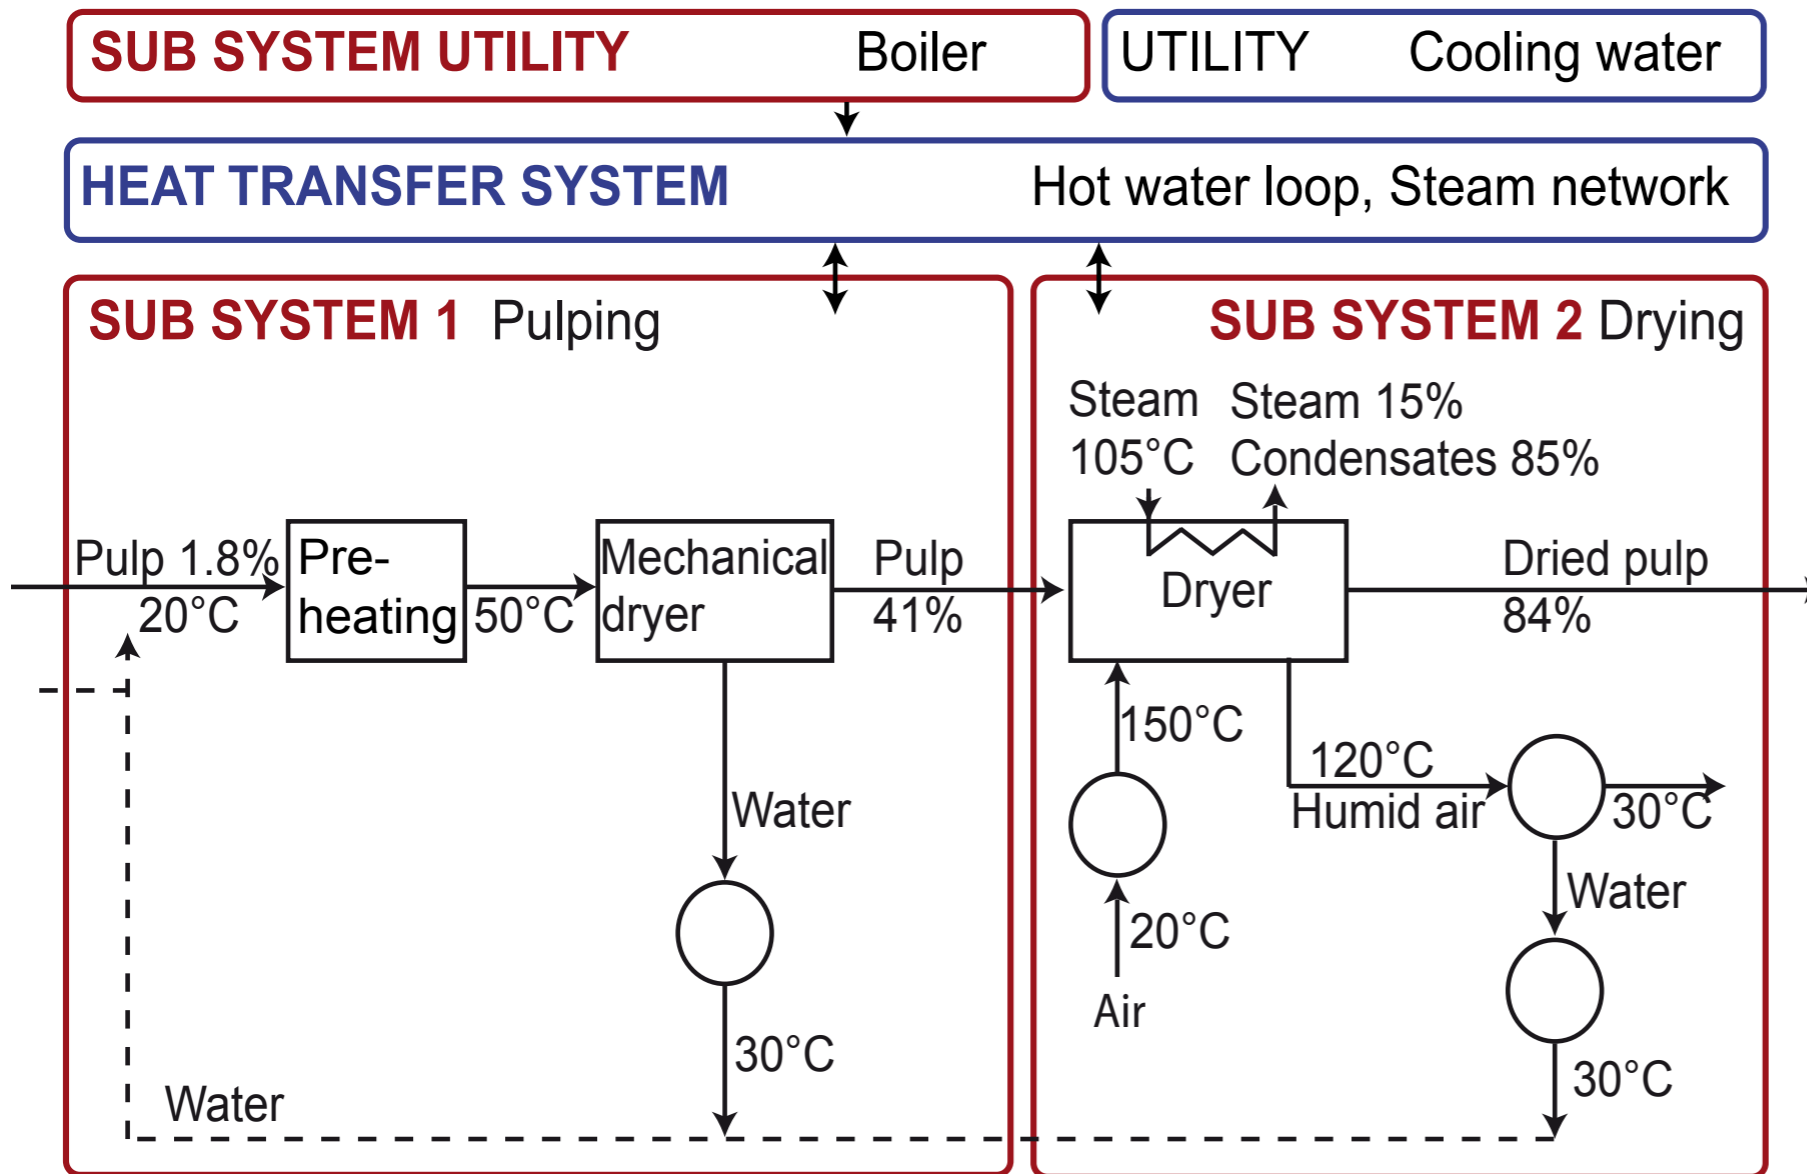 SUB SYSTEM UTILITY Boiler
UTILITY Cooling water
HEAT TRANSFER SYSTEM Hot water loop, Steam network
SUB SYSTEM 1 Pulping
SUB SYSTEM 2 Drying
Steam
105°C
Steam 15%
Condensates 85%
Pulp 1.8%
20°C
Pre-
heating
50°C
Mechanical
dryer
Pulp
41%
Dryer
Dried pulp
84%
150°C
120°C
Humid air
30°C
Water
Water
20°C
Air
30°C
30°C
Water